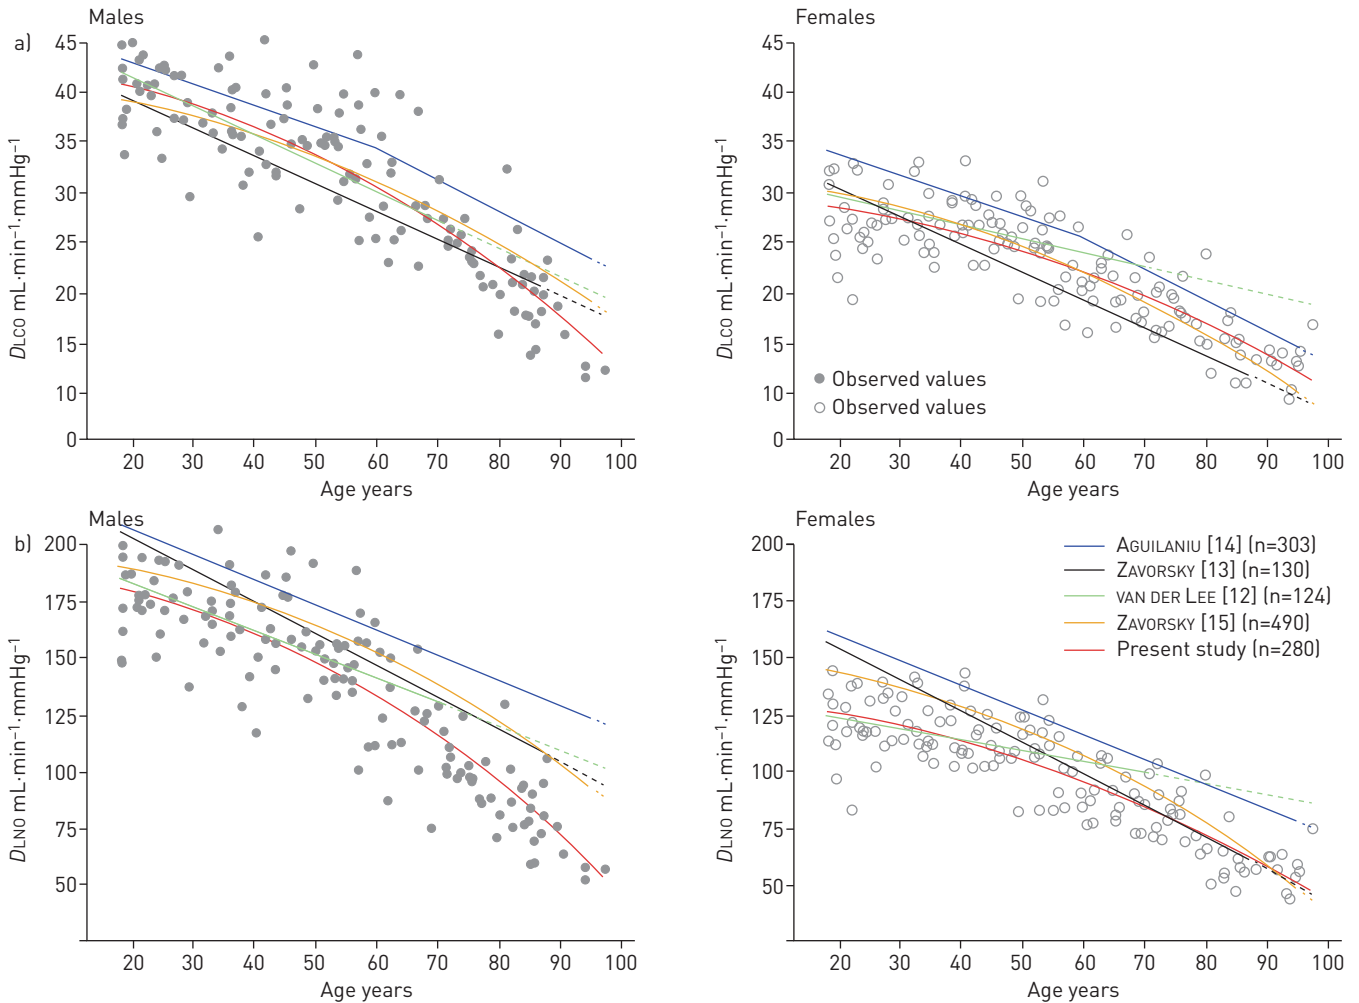 Males
Females
a)
45
40
35
30
25
20
15
10
0
DLCO mL·min⁻¹·mmHg⁻¹
20 30 40 50 60 70 80 90 100
Age years
45
40
35
30
25
20
15
10
0
DLCO mL·min⁻¹·mmHg⁻¹
Observed values
Observed values
20 30 40 50 60 70 80 90 100
Age years
Males
Females
b)
200
175
150
125
100
75
50
DLNO mL·min⁻¹·mmHg⁻¹
20 30 40 50 60 70 80 90 100
Age years
200
175
150
125
100
75
50
DLNO mL·min⁻¹·mmHg⁻¹
AGUILANIU [14] (n=303)
ZAVORSKY [13] (n=130)
VAN DER LEE [12] (n=124)
ZAVORSKY [15] (n=490)
Present study (n=280)
20 30 40 50 60 70 80 90 100
Age years